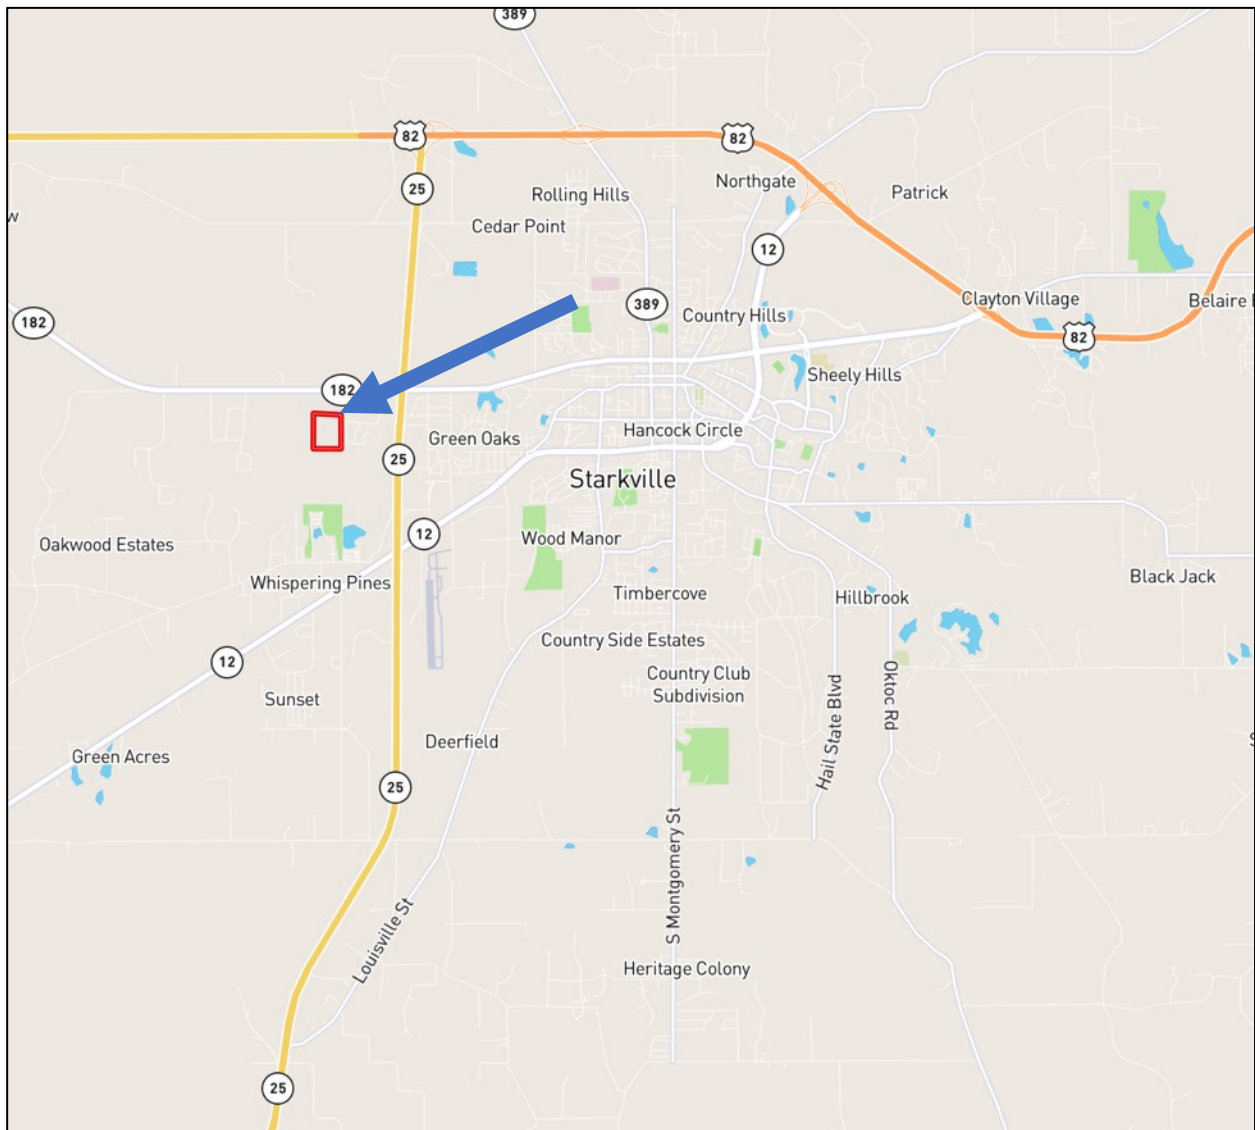 389
82
82
25
Northgate
Patrick
Rolling Hills
w
Cedar Point
12
Clayton Village
Belaire
182
389
Country Hills
82
Sheely Hills
182
Green Oaks
Hancock Circle
25
Starkville
12
Wood Manor
Oakwood Estates
Whispering Pines
Black Jack
Timbercove
Hillbrook
Country Side Estates
12
Country Club
Subdivision
Sunset
Oktoc Rd
Hail State Blvd
Deerfield
Green Acres
25
S Montgomery St
Louisville St
Heritage Colony
25